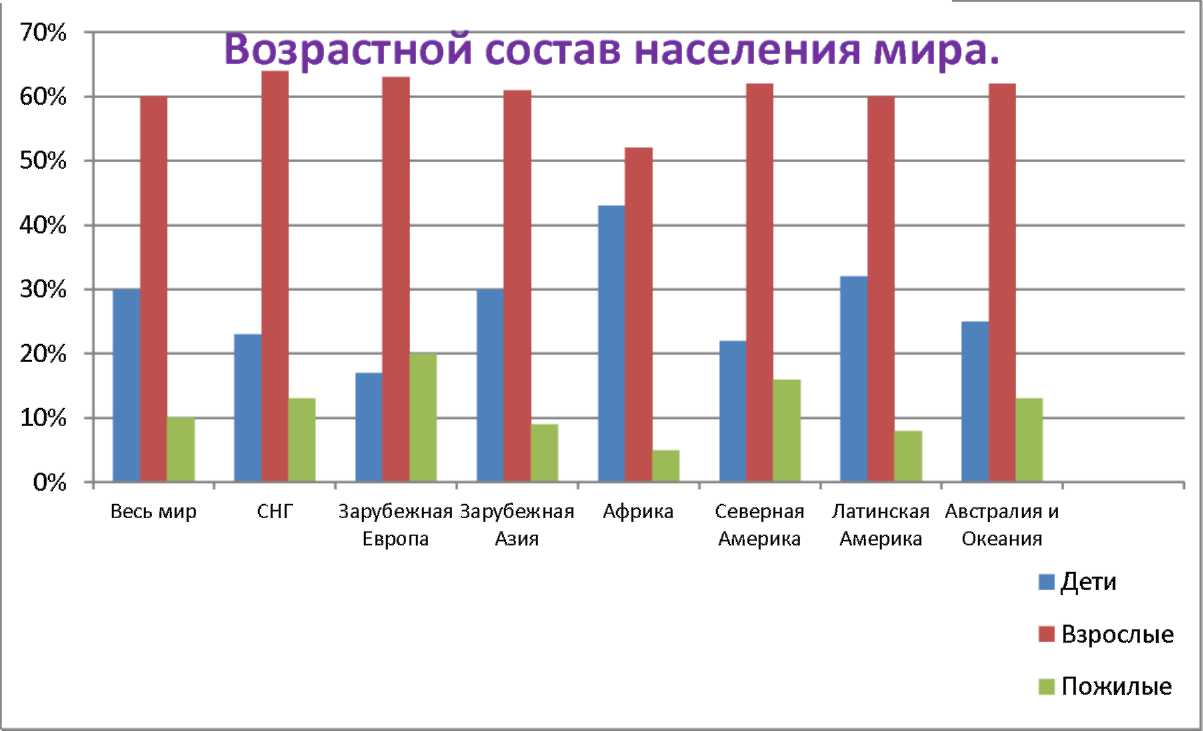 Возрастной состав населения мира.
70%
60%
50%
40%
30%
20%
10%
0%
Весь мир
СНГ
Зарубежная
Европа
Зарубежная
Азия
Африка
Северная
Америка
Латинская
Америка
Австралия и
Океания
Дети
Взрослые
Пожилые